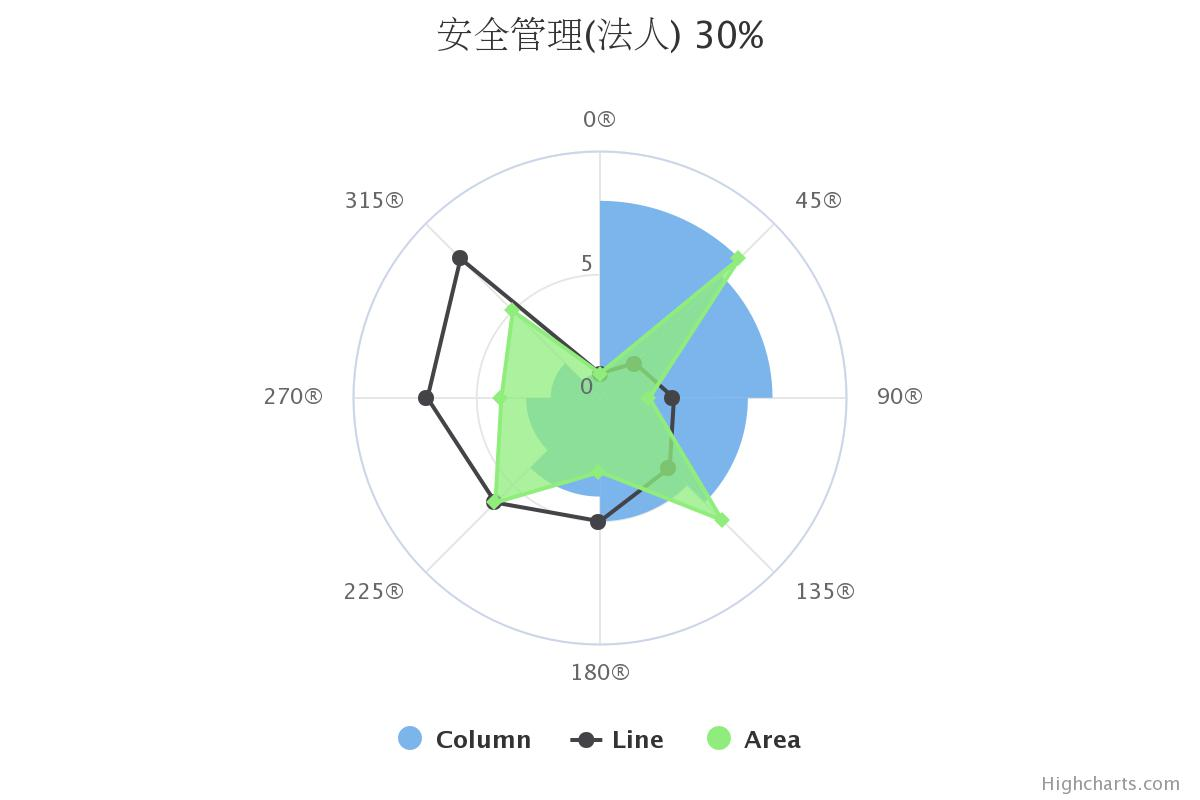 安全管理(法人) 30%
0®
315®
45®
5
0
270®
90®
225®
135®
180®
Column
Line
Area
Highcharts.com